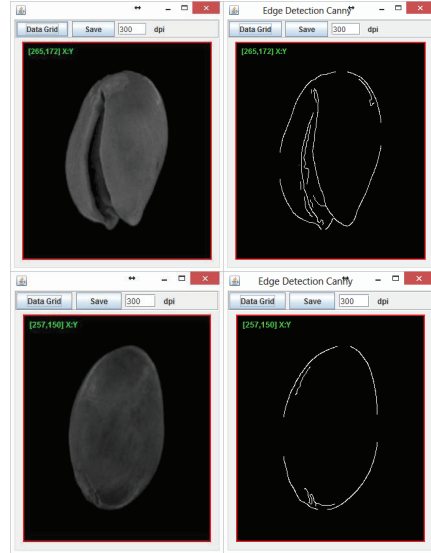 Edge Detection Canny
Data Grid Save 300 dpi
Data Grid Save 300 dpi
[265,172] X:Y
[265,172] X:Y
Edge Detection Canny
Data Grid Save 300 dpi
Data Grid Save 300 dpi
[257,150] X:Y
[257,150] X:Y